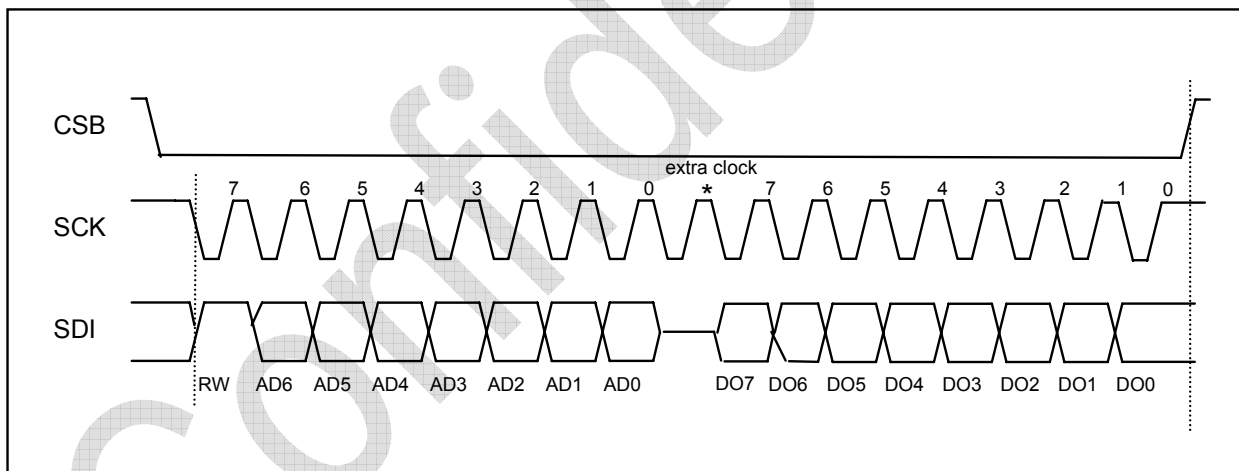 CSB
extra clock
7 6 5 4 3 2 1 0 * 7 6 5 4 3 2 1 0
SCK
SDI
RW AD6 AD5 AD4 AD3 AD2 AD1 AD0 DO7 DO6 DO5 DO4 DO3 DO2 DO1 DO0
Confide